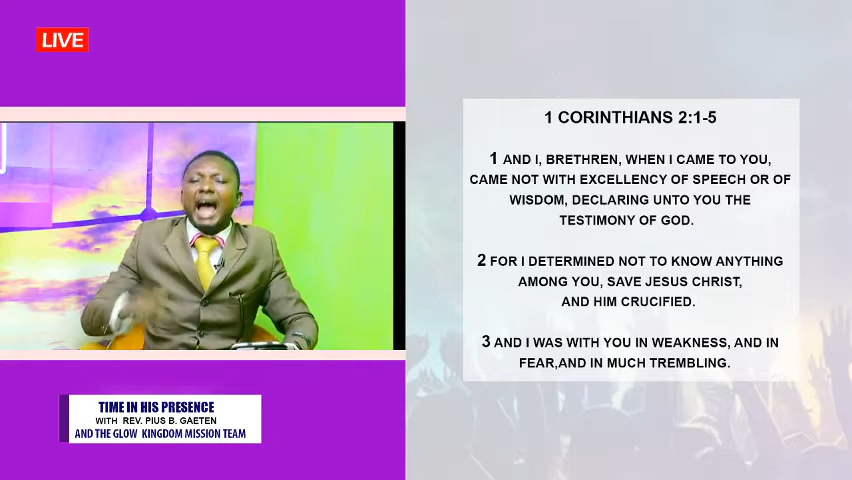 LIVE
TIME IN HIS PRESENCE
WITH REV. PIUS B. GAETEN
AND THE GLOW KINGDOM MISSION TEAM
1 CORINTHIANS 2:1-5
1 AND I, BRETHREN, WHEN I CAME TO YOU,
CAME NOT WITH EXCELLENCY OF SPEECH OR OF
WISDOM, DECLARING UNTO YOU THE
TESTIMONY OF GOD.
2 FOR I DETERMINED NOT TO KNOW ANYTHING
AMONG YOU, SAVE JESUS CHRIST,
AND HIM CRUCIFIED.
3 AND I WAS WITH YOU IN WEAKNESS, AND IN
FEAR,AND IN MUCH TREMBLING.